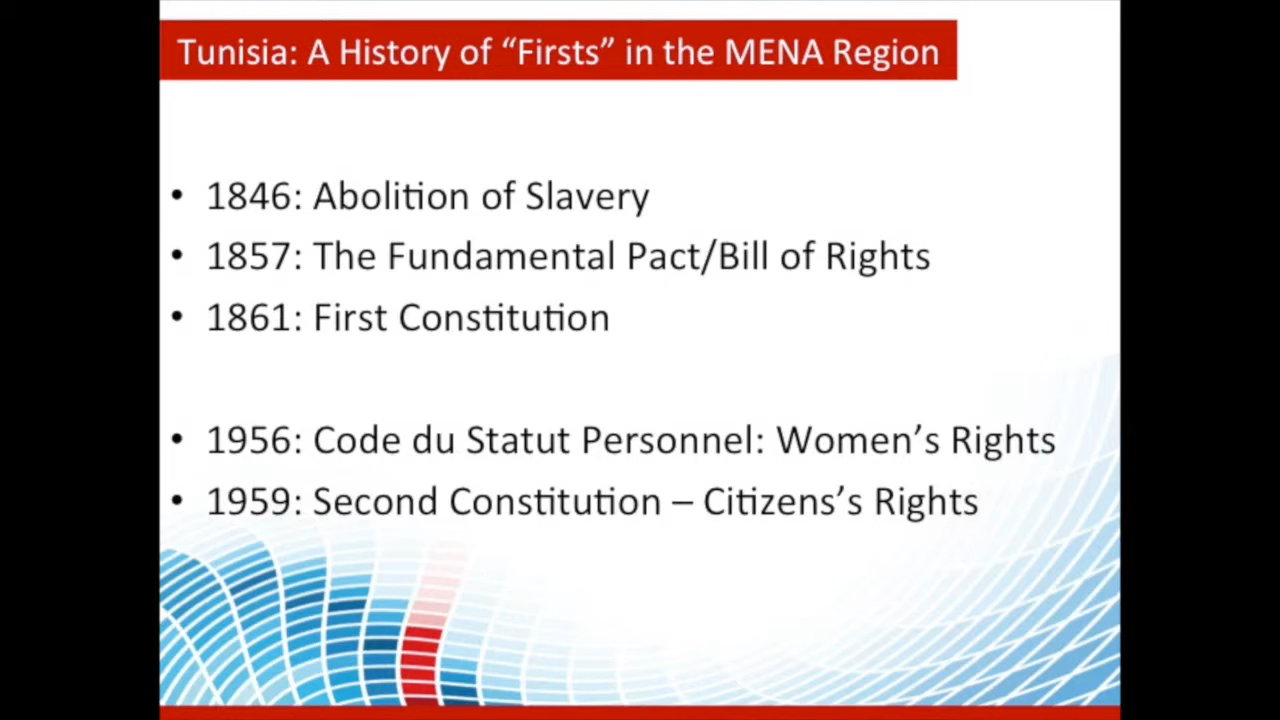 Tunisia: A History of “Firsts” in the MENA Region
• 1846: Abolition of Slavery
• 1857: The Fundamental Pact/Bill of Rights
• 1861: First Constitution
• 1956: Code du Statut Personnel: Women’s Rights
• 1959: Second Constitution – Citizens’s Rights